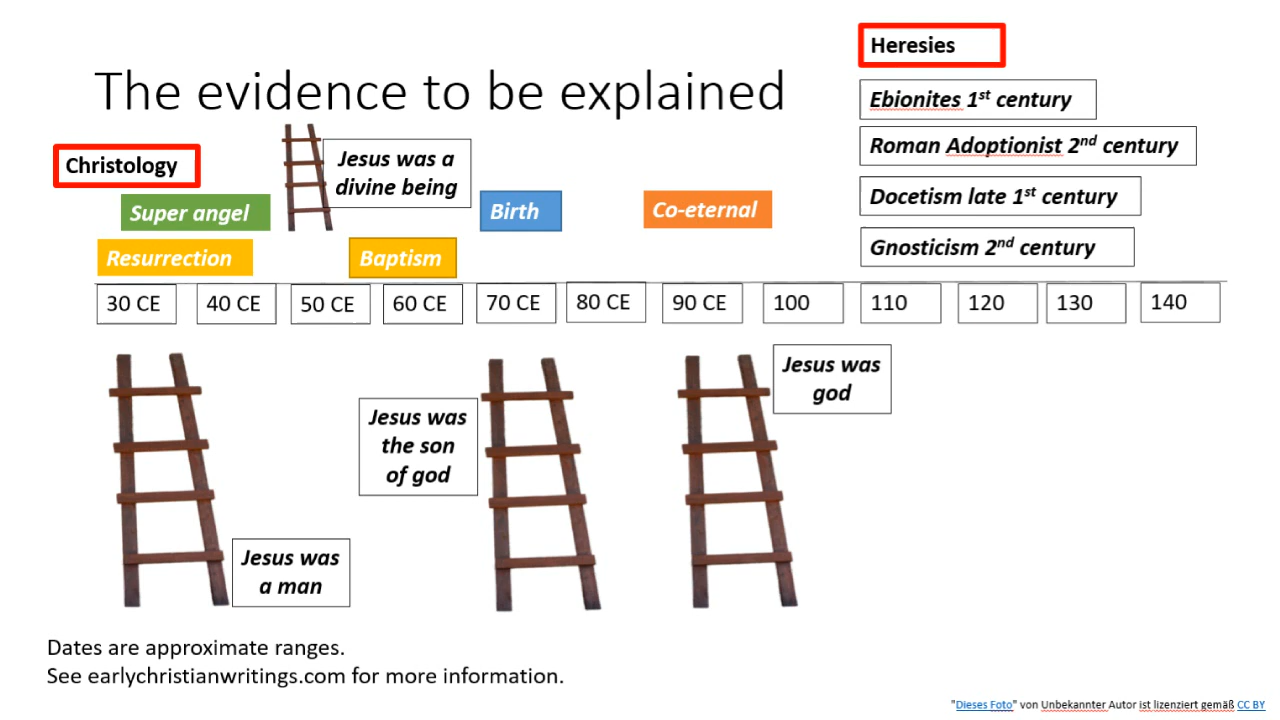 The evidence to be explained
Heresies
Ebionites 1st century
Roman Adoptionist 2nd century
Docetism late 1st century
Gnosticism 2nd century
Christology
Jesus was a
divine being
Super angel
Birth
Co-eternal
Resurrection
Baptism
30 CE
40 CE
50 CE
60 CE
70 CE
80 CE
90 CE
100
110
120
130
140
Jesus was
a man
Jesus was
the son
of god
Jesus was
god
Dates are approximate ranges.
See earlychristianwritings.com for more information.
"Dieses Foto" von Unbekannter Autor ist lizenziert gemäß CC BY